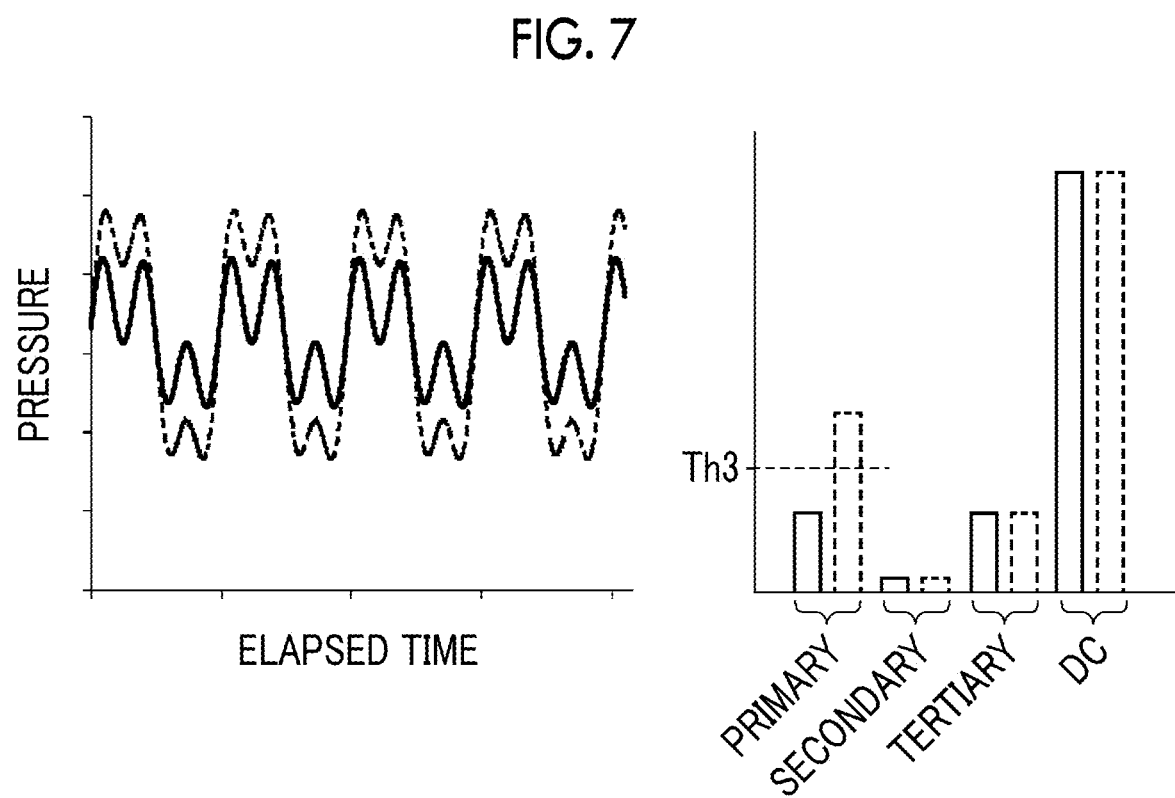 FIG. 7
PRESSURE
ELAPSED TIME
Th3
PRIMARY
SECONDARY
TERTIARY
DC